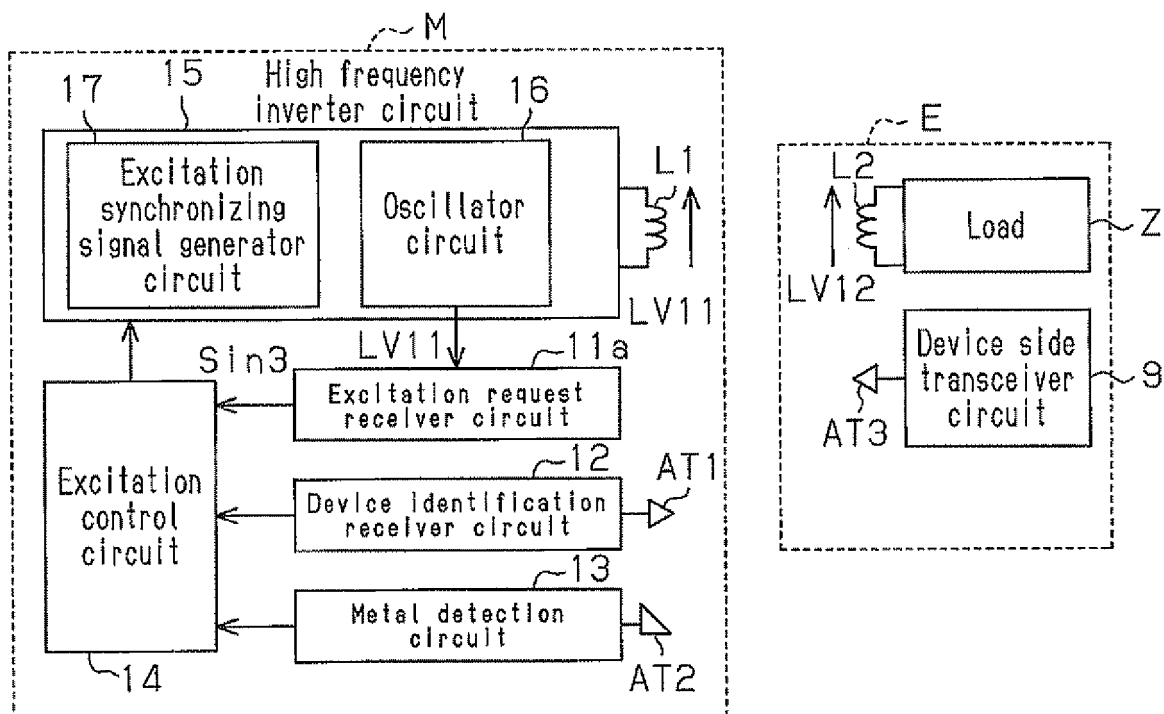 M
15
High frequency
inverter circuit
17
16
Excitation
synchronizing
signal generator
circuit
Oscillator
circuit
L1
LV11
LV11
Sin3
11a
Excitation request
receiver circuit
12
Device identification
receiver circuit
AT1
13
Metal detection
circuit
AT2
Excitation
control
circuit
14
E
L2
LV12
Load
Z
Device side
transceiver
circuit
9
AT3